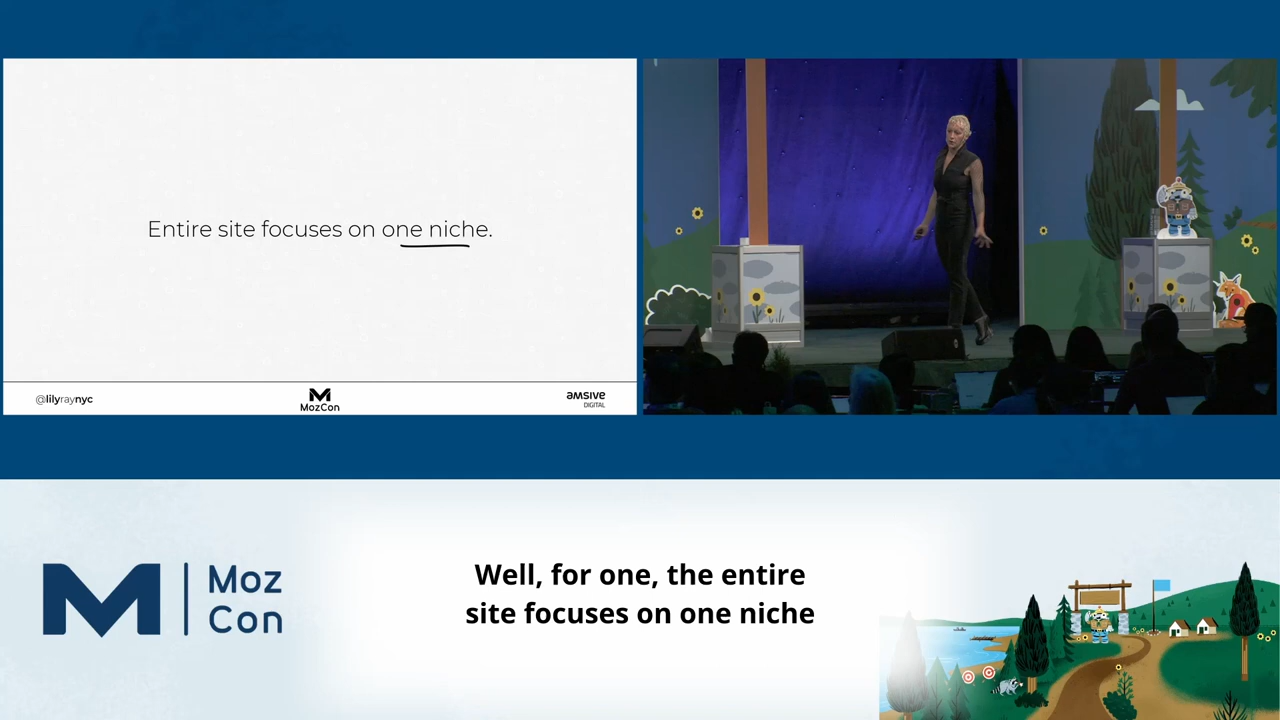 Entire site focuses on one niche.
@lilyraynyc
MozCon
amsive
DIGITAL
Moz
Con
Well, for one, the entire
site focuses on one niche